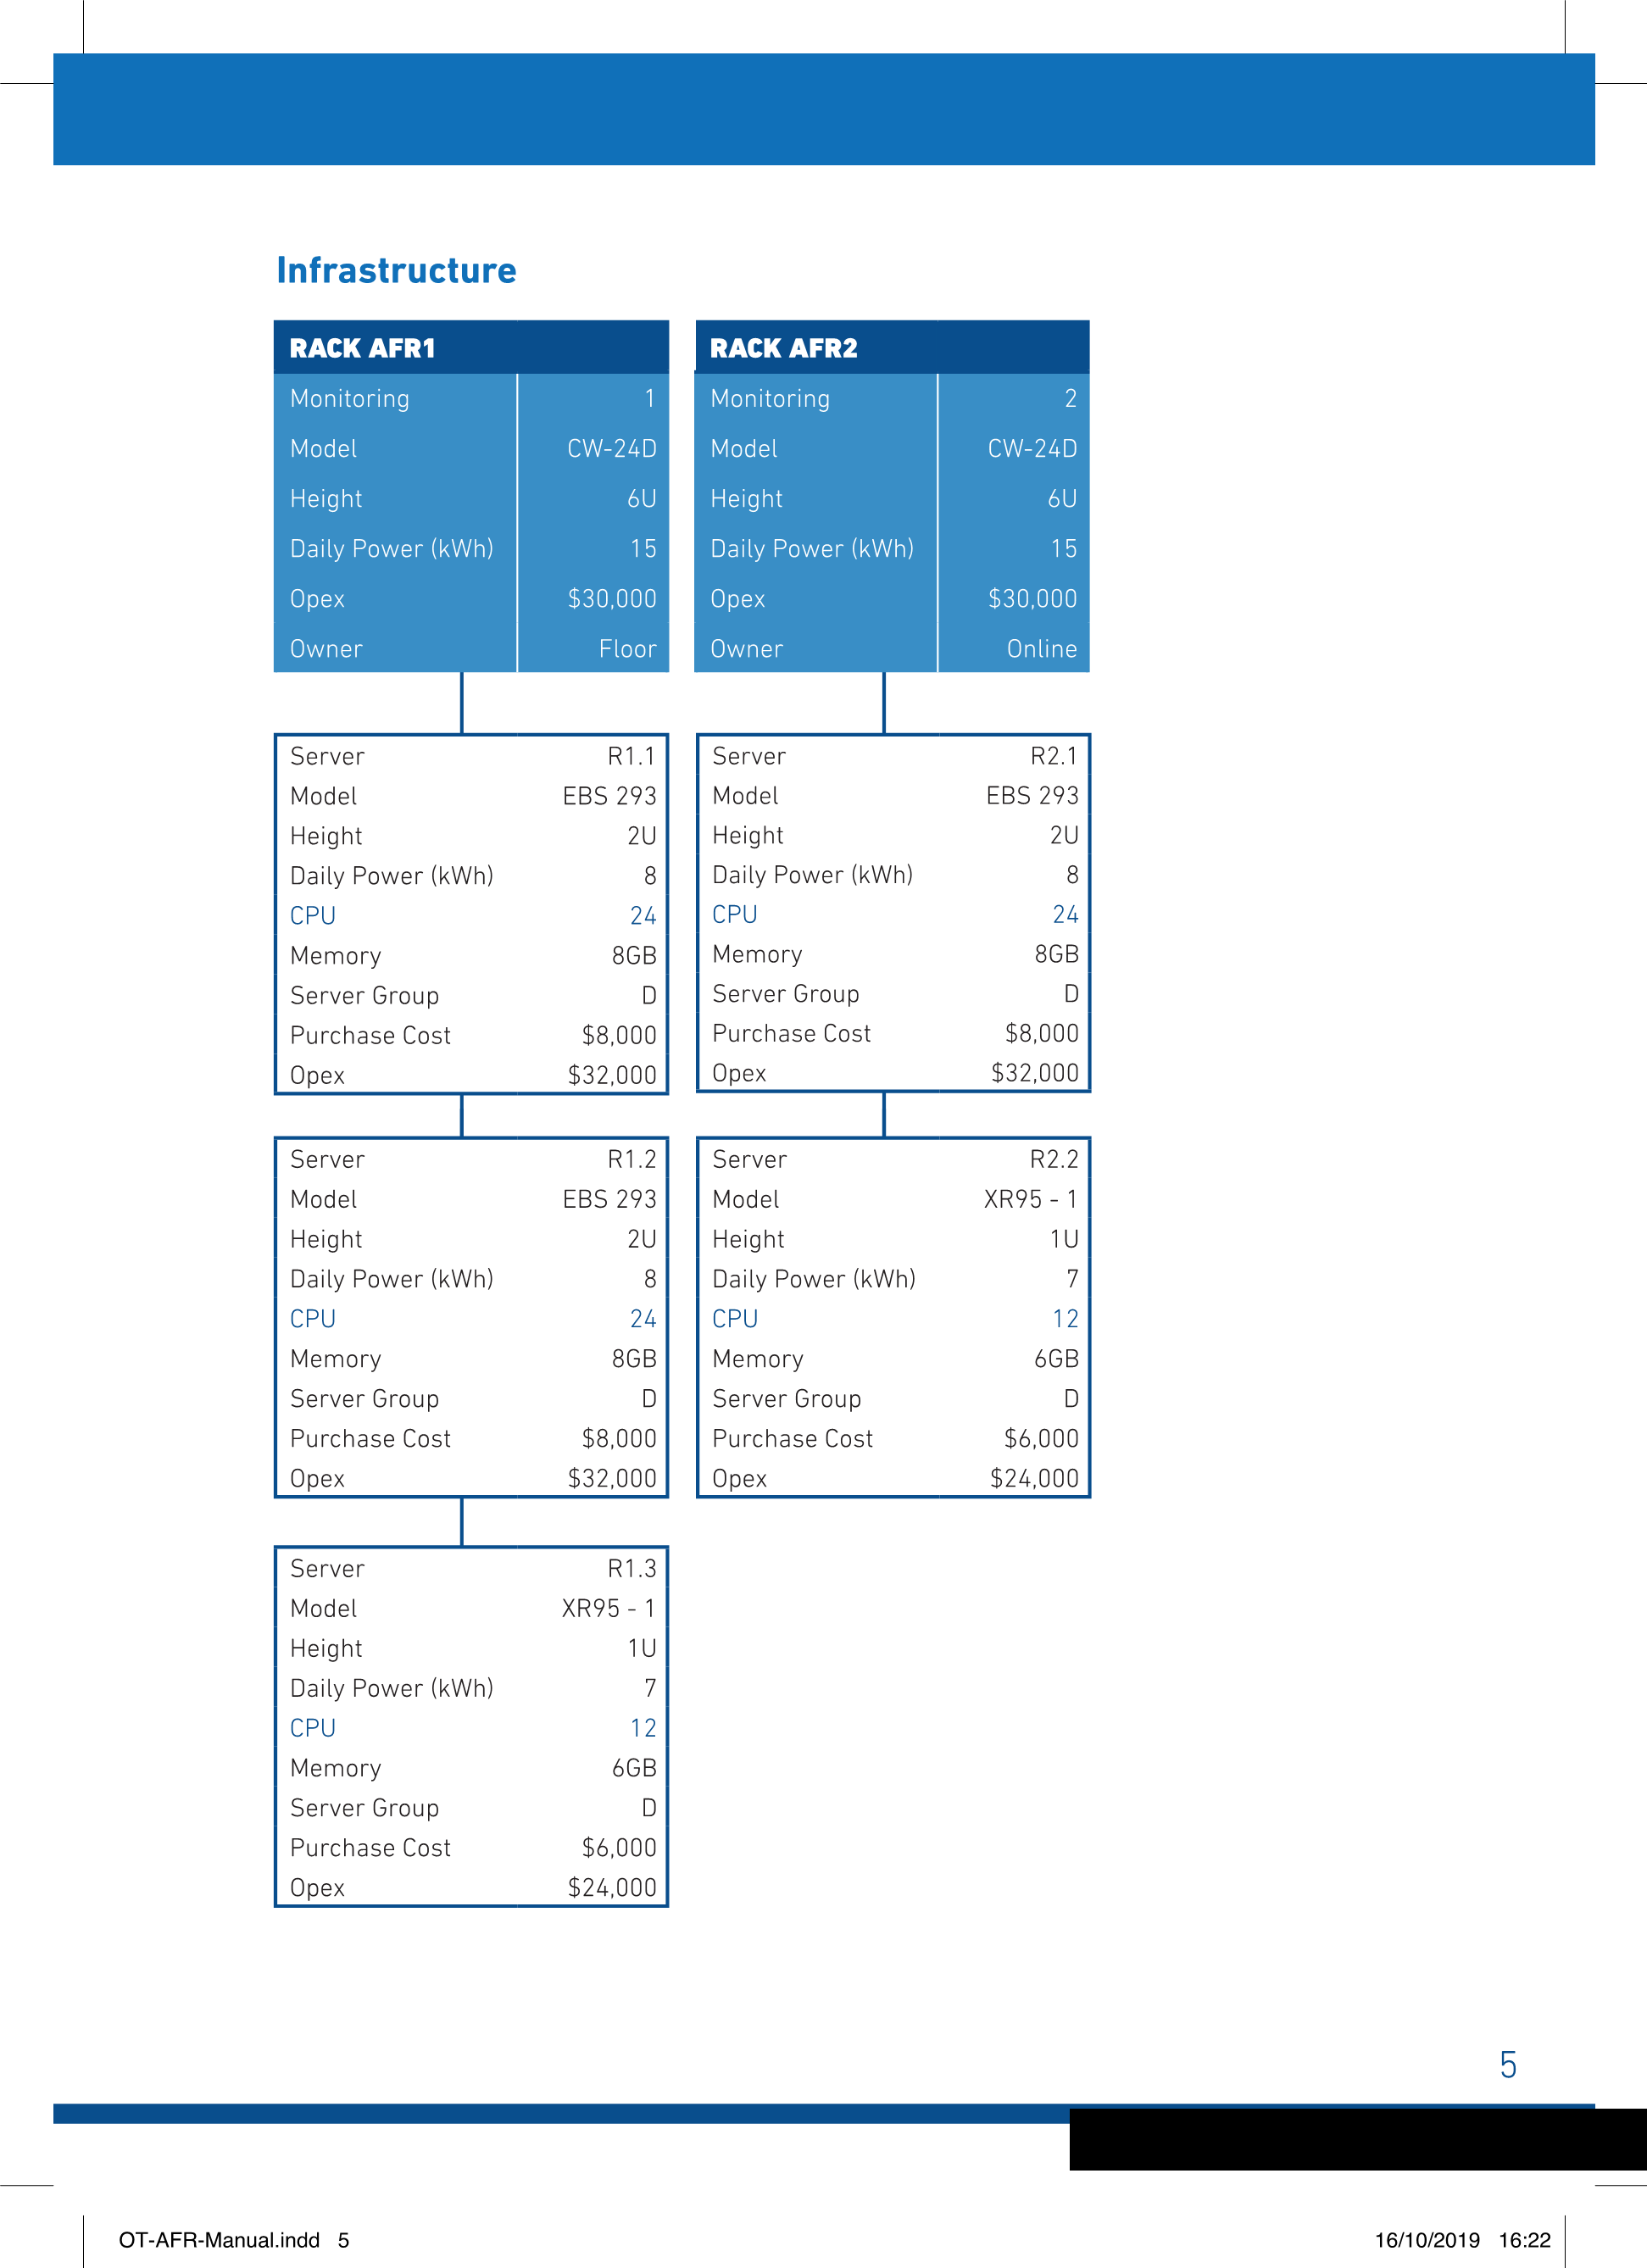 Infrastructure
RACK AFR1
Monitoring 1
Model CW-24D
Height 6U
Daily Power (kWh) 15
Opex $30,000
Owner Floor
Server R1.1
Model EBS 293
Height 2U
Daily Power (kWh) 8
CPU 24
Memory 8GB
Server Group D
Purchase Cost $8,000
Opex $32,000
Server R1.2
Model EBS 293
Height 2U
Daily Power (kWh) 8
CPU 24
Memory 8GB
Server Group D
Purchase Cost $8,000
Opex $32,000
Server R1.3
Model XR95 - 1
Height 1U
Daily Power (kWh) 7
CPU 12
Memory 6GB
Server Group D
Purchase Cost $6,000
Opex $24,000
RACK AFR2
Monitoring 2
Model CW-24D
Height 6U
Daily Power (kWh) 15
Opex $30,000
Owner Online
Server R2.1
Model EBS 293
Height 2U
Daily Power (kWh) 8
CPU 24
Memory 8GB
Server Group D
Purchase Cost $8,000
Opex $32,000
Server R2.2
Model XR95 - 1
Height 1U
Daily Power (kWh) 7
CPU 12
Memory 6GB
Server Group D
Purchase Cost $6,000
Opex $24,000
5
OT-AFR-Manual.indd 5
16/10/2019 16:22